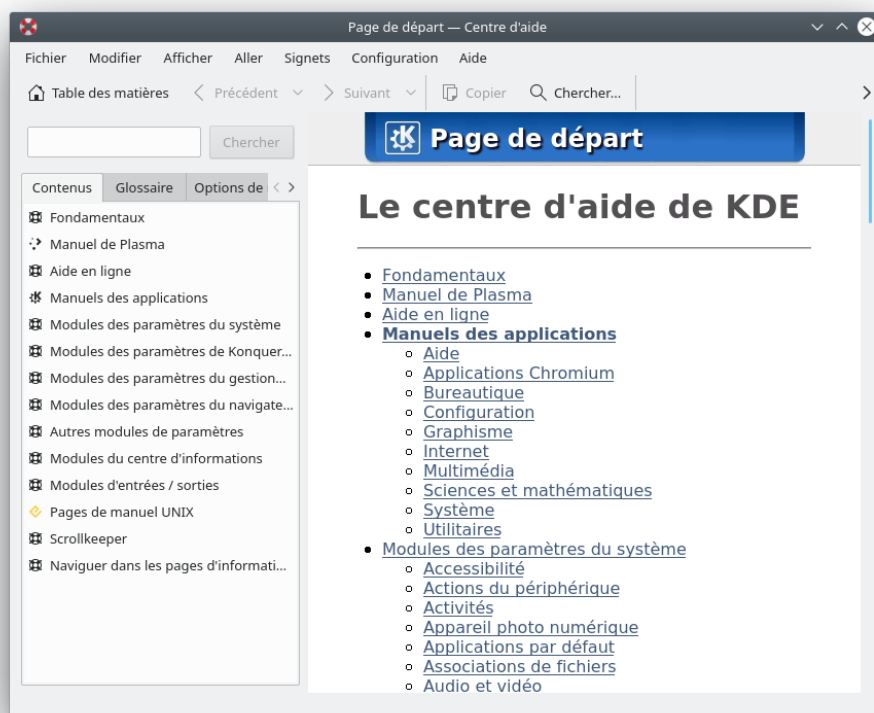 Page de départ — Centre d'aide
Fichier Modifier Afficher Aller Signets Configuration Aide
Table des matières Précédent Suivant Copier Chercher...
Chercher
Contenus Glossaire Options de
Fondamentaux
Manuel de Plasma
Aide en ligne
Manuels des applications
Modules des paramètres du système
Modules des paramètres de Konquer...
Modules des paramètres du gestion...
Modules des paramètres du navigate...
Autres modules de paramètres
Modules du centre d'informations
Modules d'entrées / sorties
Pages de manuel UNIX
Scrollkeeper
Naviguer dans les pages d'informati...
Page de départ
Le centre d'aide de KDE
Fondamentaux
Manuel de Plasma
Aide en ligne
Manuels des applications
Aide
Applications Chromium
Bureautique
Configuration
Graphisme
Internet
Multimédia
Sciences et mathématiques
Système
Utilitaires
Modules des paramètres du système
Accessibilité
Actions du périphérique
Activités
Appareil photo numérique
Applications par défaut
Associations de fichiers
Audio et vidéo